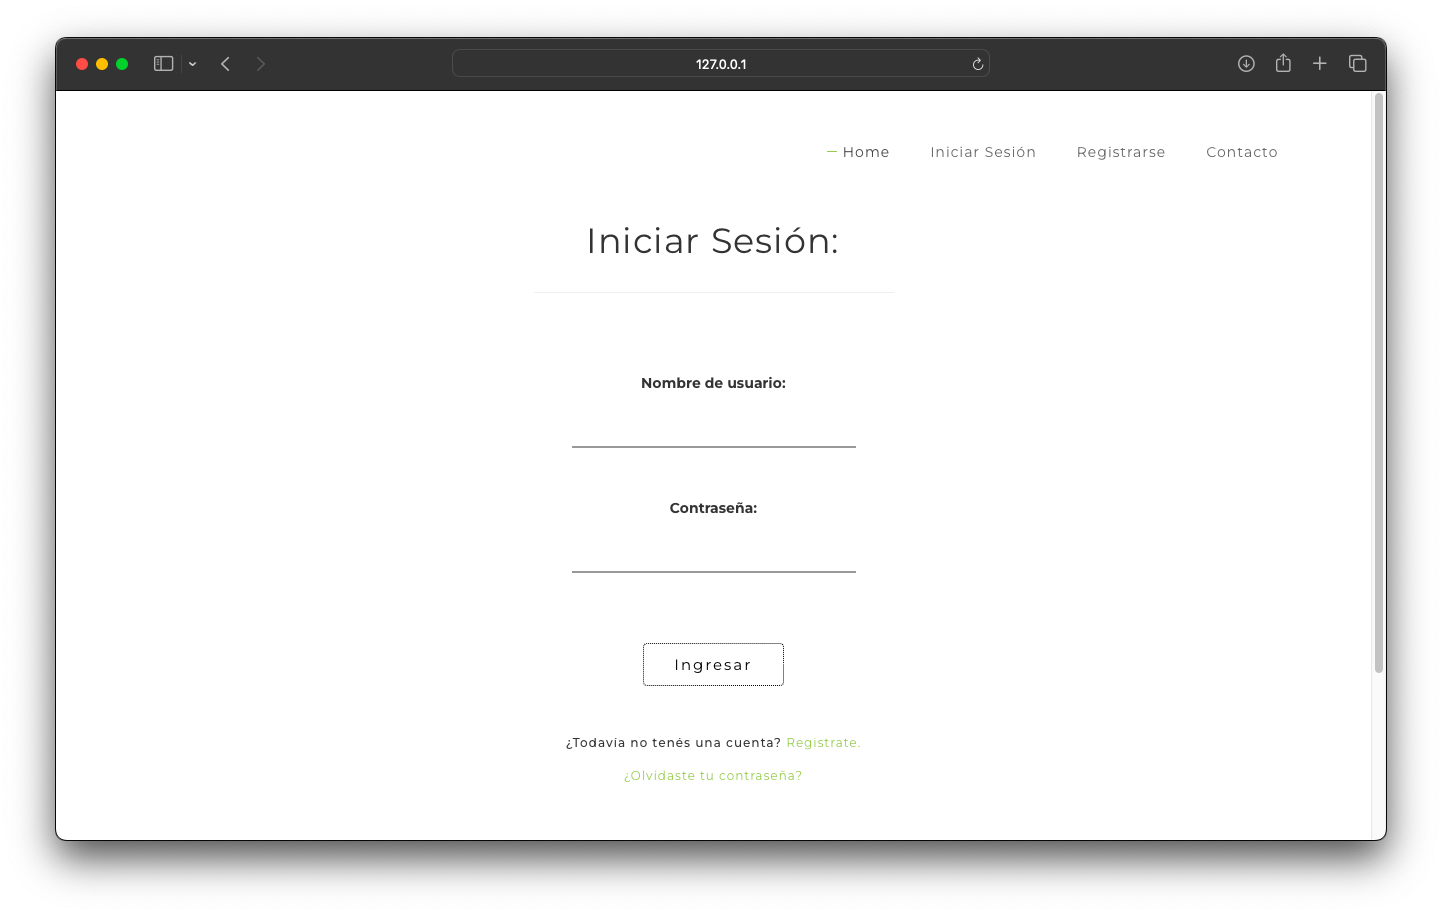 127.0.0.1
Home Iniciar Sesión Registrarse Contacto
Iniciar Sesión:
Nombre de usuario:
Contraseña:
Ingresar
¿Todavía no tenés una cuenta? Registrate.
¿Olvidaste tu contraseña?